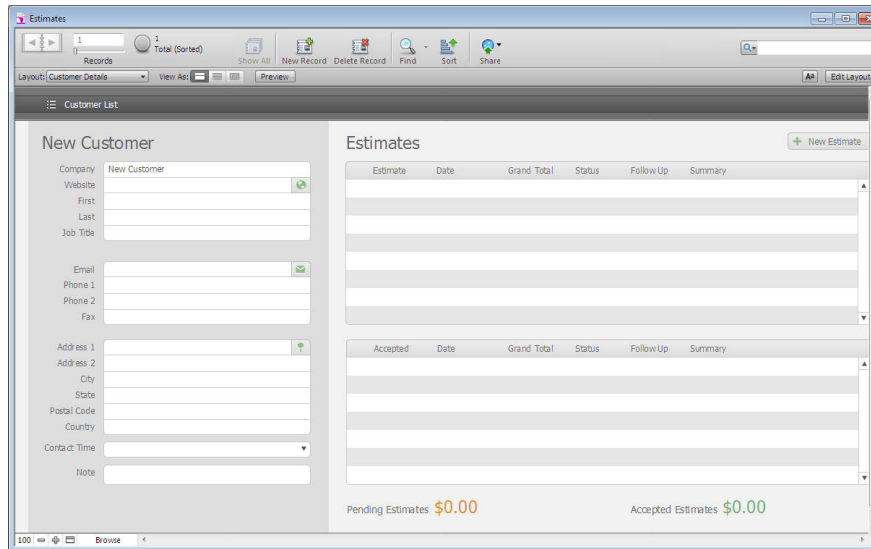 Estimates
1
1
Total (Sorted)
Records
Show All
New Record
Delete Record
Find
Sort
Share
Layout: Customer Details
View As:
Preview
Aa
Edit Layout
Customer List
New Customer
Company
New Customer
Website
First
Last
Job Title
Email
Phone 1
Phone 2
Fax
Address 1
Address 2
City
State
Postal Code
Country
Contact Time
Note
Estimates
+ New Estimate
Estimate Date Grand Total Status Follow Up Summary
Accepted Date Grand Total Status Follow Up Summary
Pending Estimates $0.00
Accepted Estimates $0.00
100
Browse